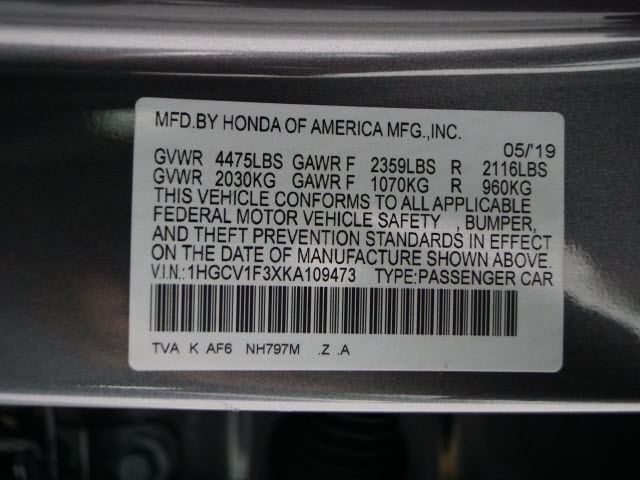 MFD.BY HONDA OF AMERICA MFG.,INC.
05/'19
GVWR 4475LBS GAWR F 2359LBS R 2116LBS
GVWR 2030KG GAWR F 1070KG R 960KG
THIS VEHICLE CONFORMS TO ALL APPLICABLE
FEDERAL MOTOR VEHICLE SAFETY , BUMPER,
AND THEFT PREVENTION STANDARDS IN EFFECT
ON THE DATE OF MANUFACTURE SHOWN ABOVE.
V.I.N.:1HGCV1F3XKA109473 TYPE:PASSENGER CAR
TVA K AF6 NH797M .Z .A